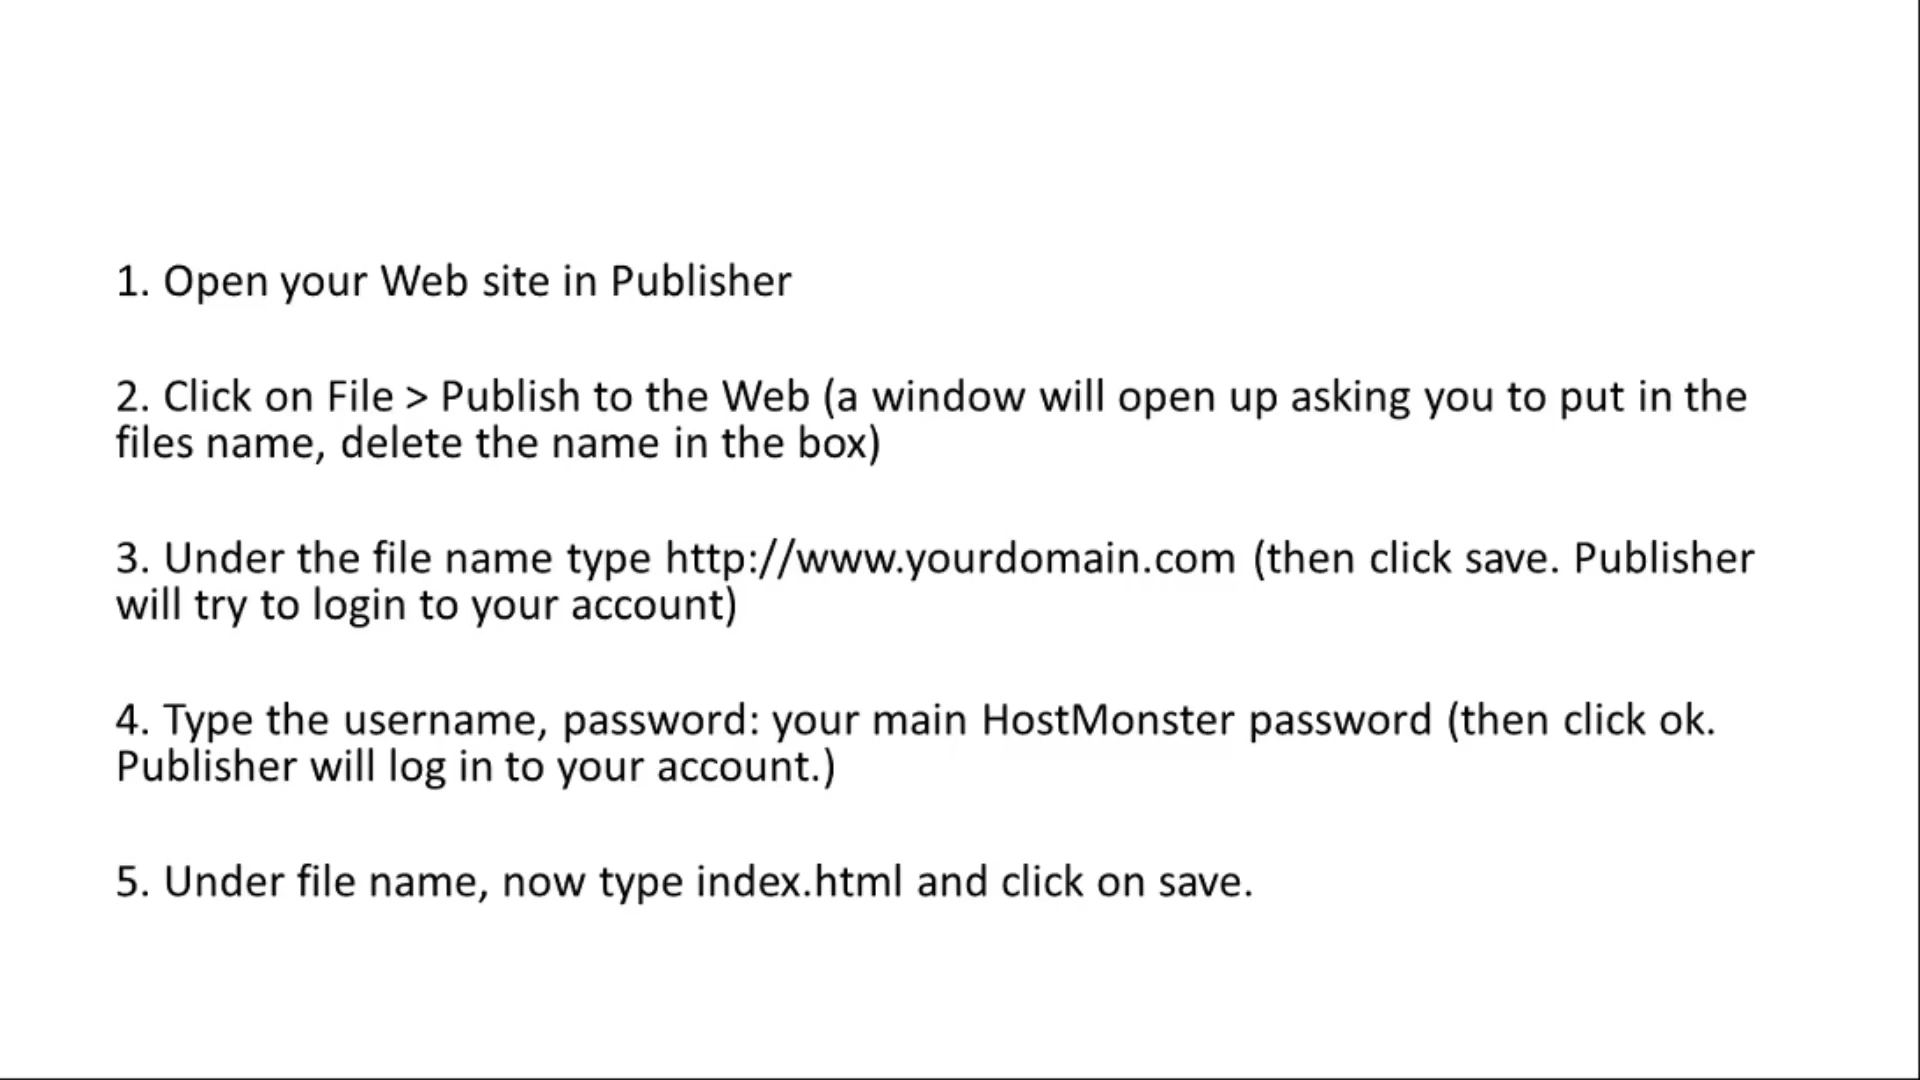 1. Open your Web site in Publisher
2. Click on File > Publish to the Web (a window will open up asking you to put in the
files name, delete the name in the box)
3. Under the file name type http://www.yourdomain.com (then click save. Publisher
will try to login to your account)
4. Type the username, password: your main HostMonster password (then click ok.
Publisher will log in to your account.)
5. Under file name, now type index.html and click on save.